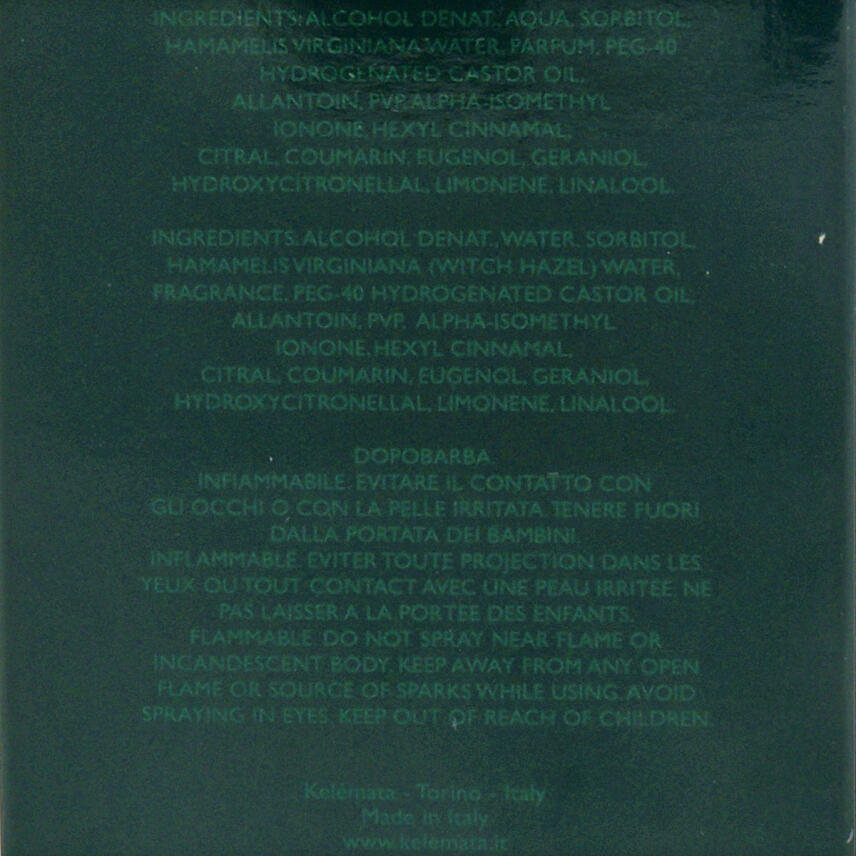 INGREDIENTS: ALCOHOL DENAT., AQUA, SORBITOL,
HAMAMELIS VIRGINIANA WATER, PARFUM, PEG-40
HYDROGENATED CASTOR OIL,
ALLANTOIN, PVP, ALPHA-ISOMETHYL
IONONE, HEXYL CINNAMAL,
CITRAL, COUMARIN, EUGENOL, GERANIOL,
HYDROXYCITRONELLAL, LIMONENE, LINALOOL.
INGREDIENTS: ALCOHOL DENAT., WATER, SORBITOL,
HAMAMELIS VIRGINIANA (WITCH HAZEL) WATER,
FRAGRANCE, PEG-40 HYDROGENATED CASTOR OIL,
ALLANTOIN, PVP, ALPHA-ISOMETHYL
IONONE, HEXYL CINNAMAL,
CITRAL, COUMARIN, EUGENOL, GERANIOL,
HYDROXYCITRONELLAL, LIMONENE, LINALOOL.
DOPOBARBA.
INFIAMMABILE. EVITARE IL CONTATTO CON
GLI OCCHI O CON LA PELLE IRRITATA. TENERE FUORI
DALLA PORTATA DEI BAMBINI.
INFLAMMABLE. EVITER TOUTE PROJECTION DANS LES
YEUX OU TOUT CONTACT AVEC UNE PEAU IRRITÉE. NE
PAS LAISSER A LA PORTEE DES ENFANTS.
FLAMMABLE. DO NOT SPRAY NEAR FLAME OR
INCANDESCENT BODY. KEEP AWAY FROM ANY OPEN
FLAME OR SOURCE OF SPARKS WHILE USING. AVOID
SPRAYING IN EYES. KEEP OUT OF REACH OF CHILDREN.
Kelémata - Torino - Italy
Made in Italy
www.kelemata.it